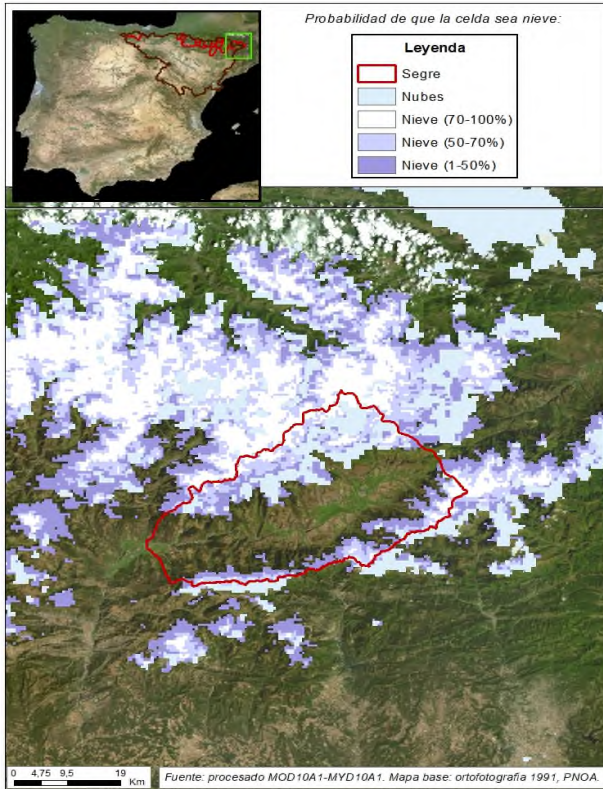 Probabilidad de que la celda sea nieve:
Leyenda
Segre
Nubes
Nieve (70-100%)
Nieve (50-70%)
Nieve (1-50%)
0 4,75 9,5 19
Km
Fuente: procesado MOD10A1-MYD10A1. Mapa base: ortofotografía 1991, PNOA.